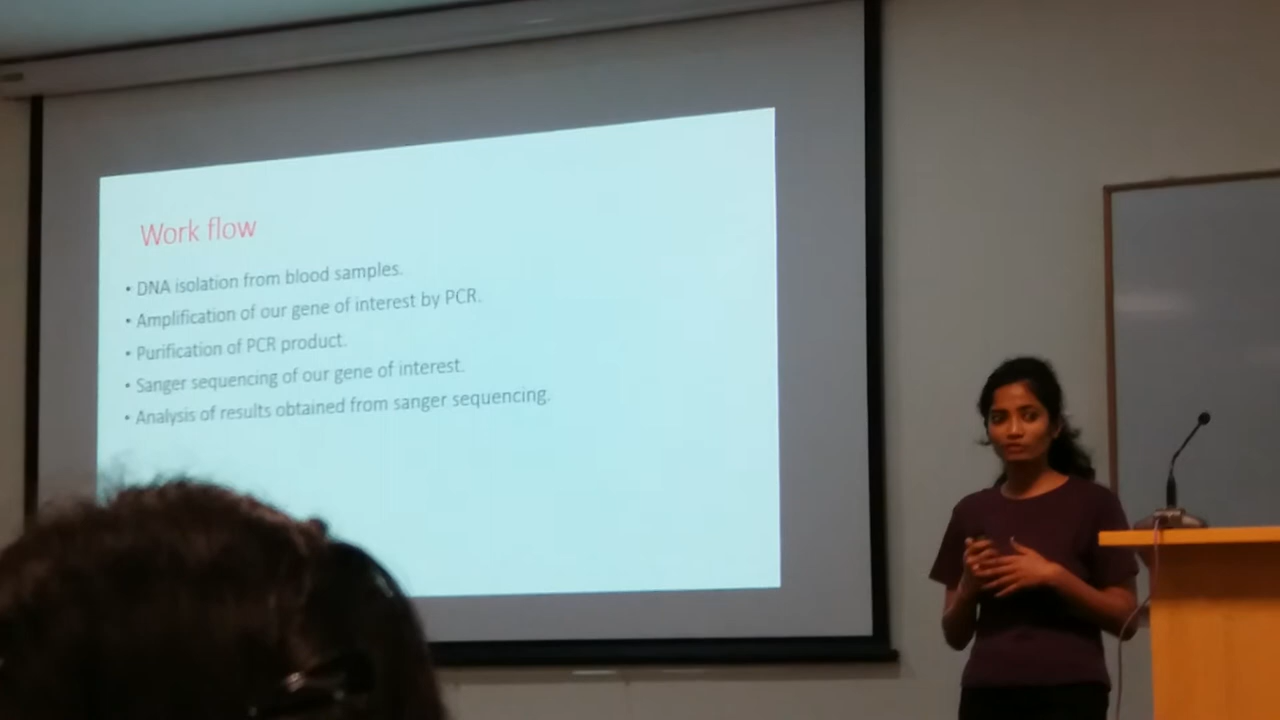 Work flow
• DNA isolation from blood samples.
• Amplification of our gene of interest by PCR.
• Purification of PCR product.
• Sanger sequencing of our gene of interest.
• Analysis of results obtained from sanger sequencing.